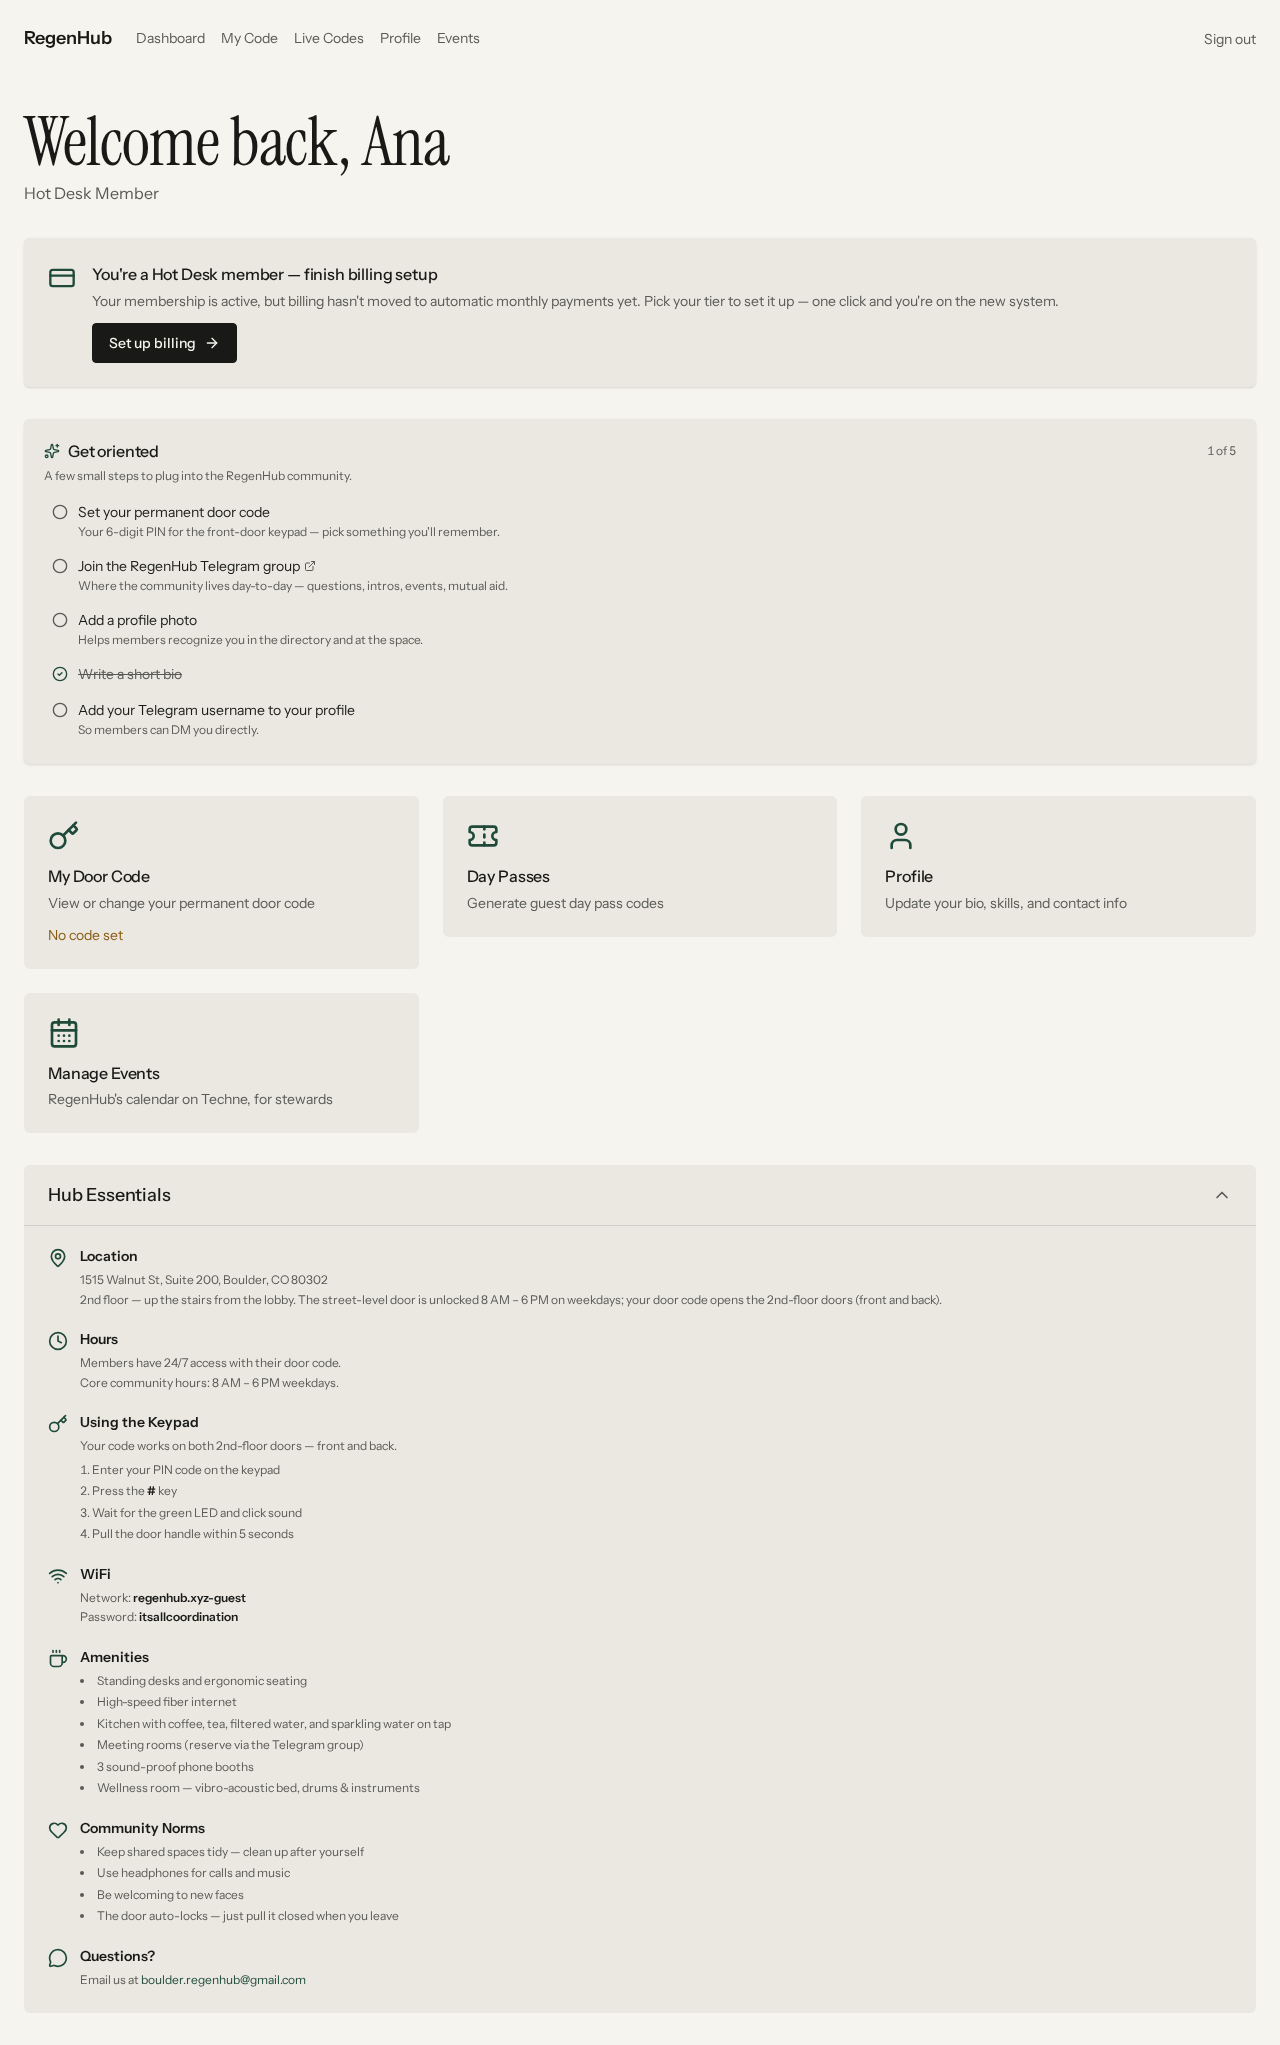 RegenHub
Dashboard
My Code
Live Codes
Profile
Events
Sign out
Welcome back, Ana
Hot Desk Member
You're a Hot Desk member — finish billing setup
Your membership is active, but billing hasn't moved to automatic monthly payments yet. Pick your tier to set it up — one click and you're on the new system.
Set up billing
Get oriented
1 of 5
A few small steps to plug into the RegenHub community.
Set your permanent door code
Your 6-digit PIN for the front-door keypad — pick something you'll remember.
Join the RegenHub Telegram group
Where the community lives day-to-day — questions, intros, events, mutual aid.
Add a profile photo
Helps members recognize you in the directory and at the space.
Write a short bio
Add your Telegram username to your profile
So members can DM you directly.
My Door Code
View or change your permanent door code
No code set
Day Passes
Generate guest day pass codes
Profile
Update your bio, skills, and contact info
Manage Events
RegenHub's calendar on Techne, for stewards
Hub Essentials
Location
1515 Walnut St, Suite 200, Boulder, CO 80302
2nd floor — up the stairs from the lobby. The street-level door is unlocked 8 AM – 6 PM on weekdays; your door code opens the 2nd-floor doors (front and back).
Hours
Members have 24/7 access with their door code.
Core community hours: 8 AM – 6 PM weekdays.
Using the Keypad
Your code works on both 2nd-floor doors — front and back.
1. Enter your PIN code on the keypad
2. Press the # key
3. Wait for the green LED and click sound
4. Pull the door handle within 5 seconds
WiFi
Network: regenhub.xyz-guest
Password: itsallcoordination
Amenities
• Standing desks and ergonomic seating
• High-speed fiber internet
• Kitchen with coffee, tea, filtered water, and sparkling water on tap
• Meeting rooms (reserve via the Telegram group)
• 3 sound-proof phone booths
• Wellness room — vibro-acoustic bed, drums & instruments
Community Norms
• Keep shared spaces tidy — clean up after yourself
• Use headphones for calls and music
• Be welcoming to new faces
• The door auto-locks — just pull it closed when you leave
Questions?
Email us at boulder.regenhub@gmail.com